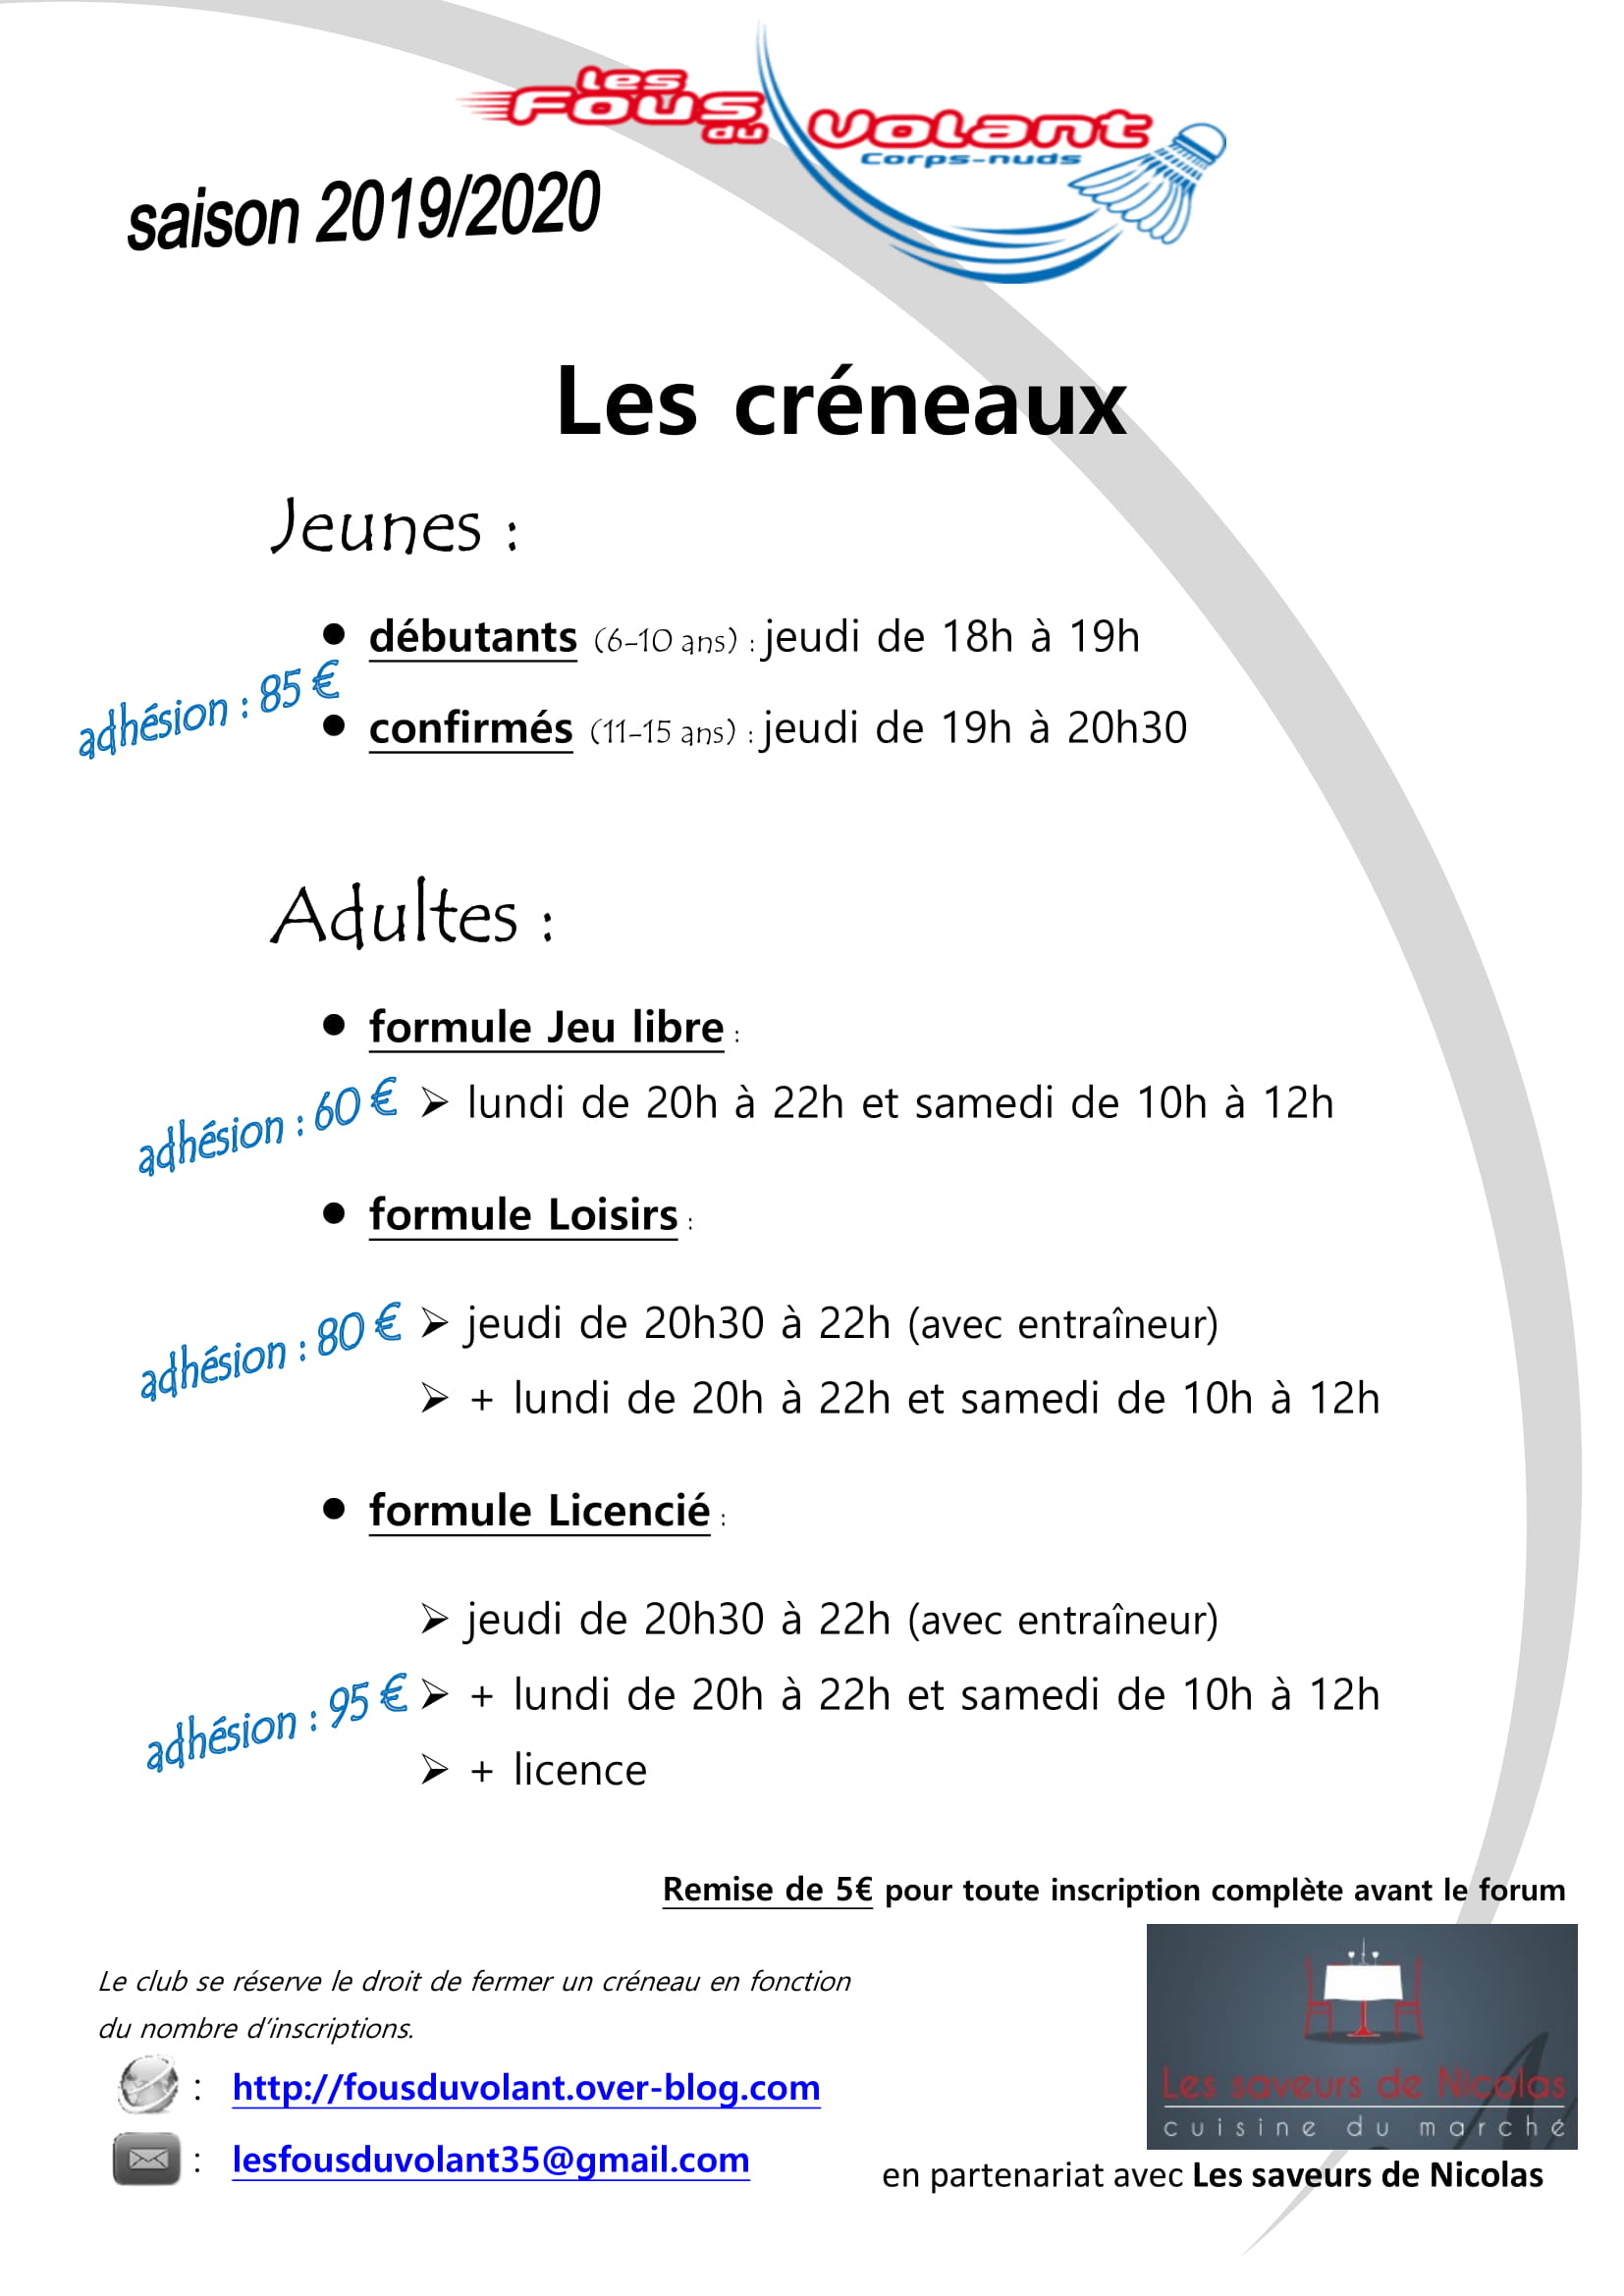 Les
Fous
du Volant
Corps-nuds
saison 2019/2020
Les créneaux
Jeunes :
• débutants (6-10 ans) : jeudi de 18h à 19h
adhésion : 85 €
• confirmés (11-15 ans) : jeudi de 19h à 20h30
Adultes :
• formule Jeu libre :
adhésion : 60 €
➢ lundi de 20h à 22h et samedi de 10h à 12h
• formule Loisirs :
adhésion : 80 €
➢ jeudi de 20h30 à 22h (avec entraîneur)
➢ + lundi de 20h à 22h et samedi de 10h à 12h
• formule Licencié :
➢ jeudi de 20h30 à 22h (avec entraîneur)
adhésion : 95 €
➢ + lundi de 20h à 22h et samedi de 10h à 12h
➢ + licence
Remise de 5€ pour toute inscription complète avant le forum
Le club se réserve le droit de fermer un créneau en fonction
du nombre d'inscriptions.
: http://fousduvolant.over-blog.com
: lesfousduvolant35@gmail.com
Les saveurs de Nicolas
cuisine du marché
en partenariat avec Les saveurs de Nicolas